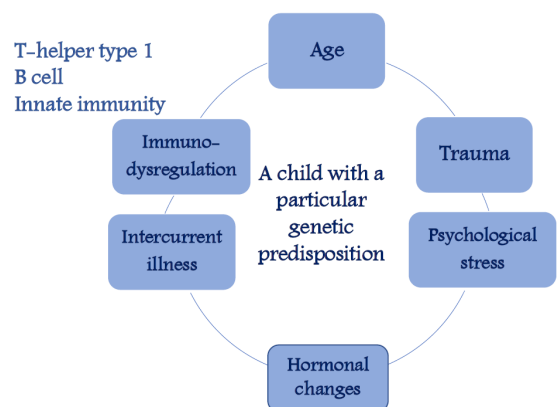 T-helper type 1
B cell
Innate immunity
Age
Immuno-
dysregulation
Trauma
A child with a
particular
genetic
predisposition
Intercurrent
illness
Psychological
stress
Hormonal
changes